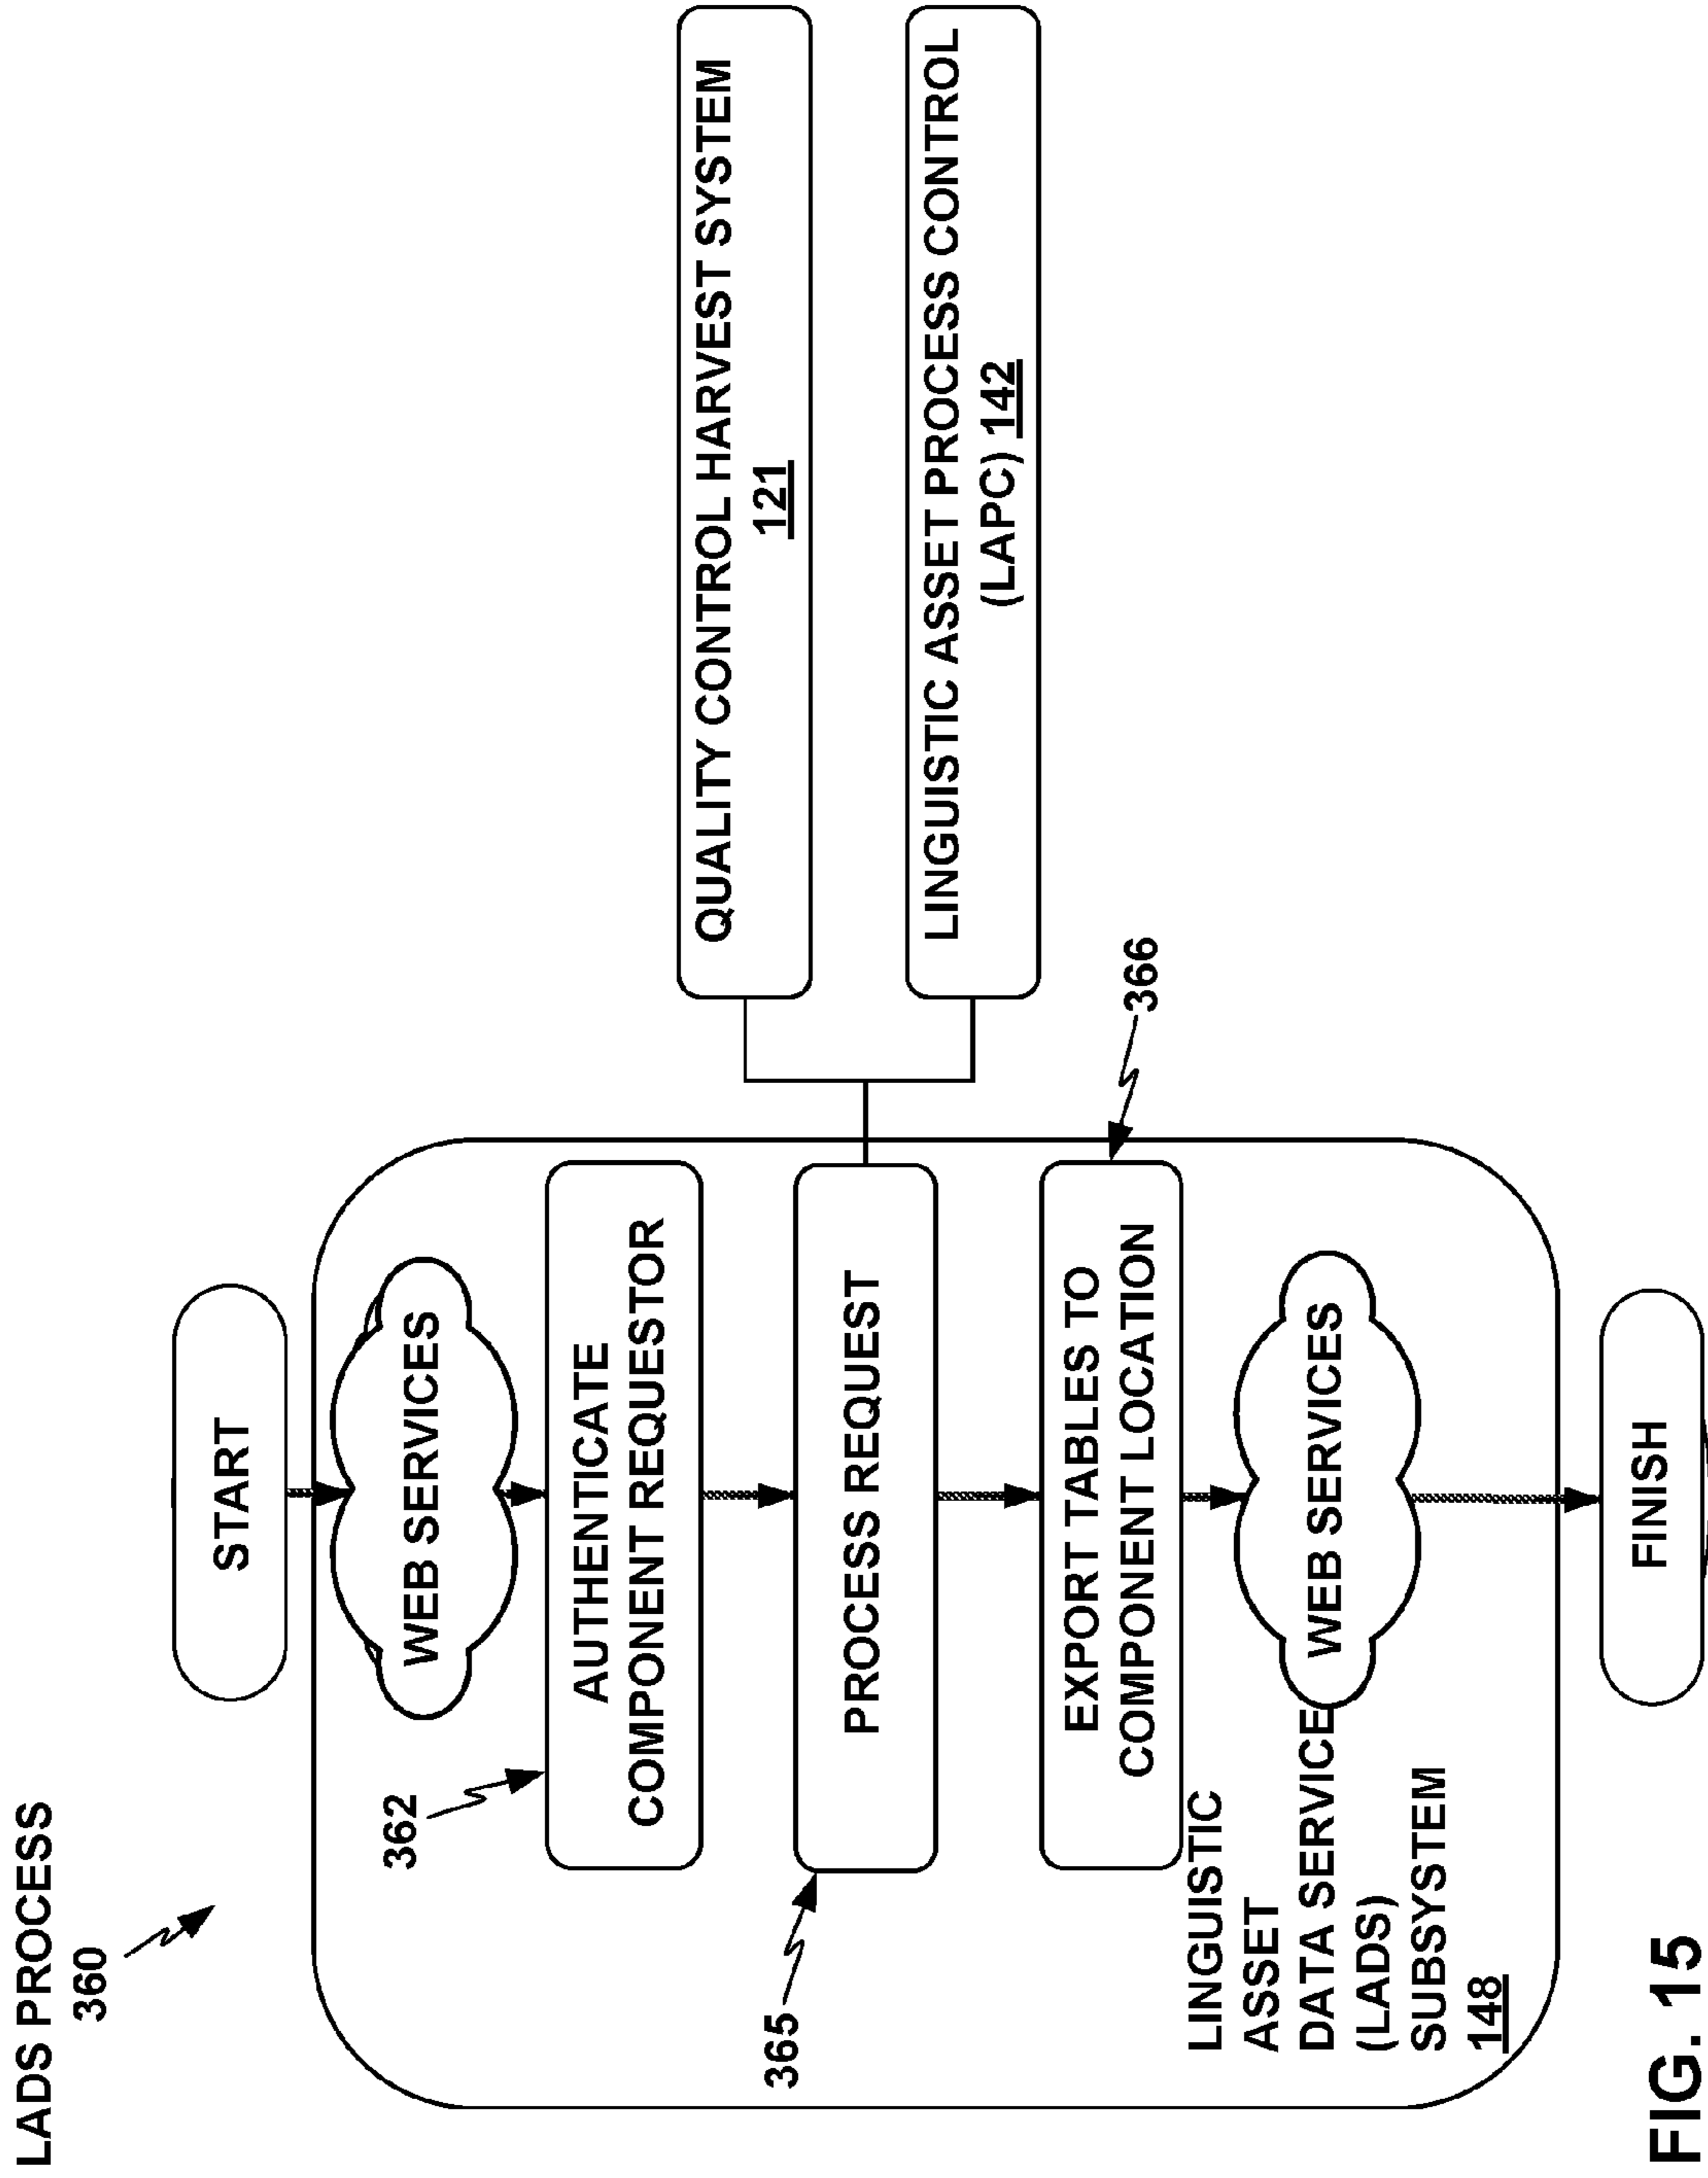 LADS PROCESS
360
START
WEB SERVICES
362
AUTHENTICATE
COMPONENT REQUESTOR
365
PROCESS REQUEST
QUALITY CONTROL HARVEST SYSTEM
121
LINGUISTIC ASSET PROCESS CONTROL
(LAPC) 142
366
EXPORT TABLES TO
COMPONENT LOCATION
WEB SERVICES
LINGUISTIC
ASSET
DATA SERVICE
(LADS)
SUBSYSTEM
148
FINISH
FIG. 15